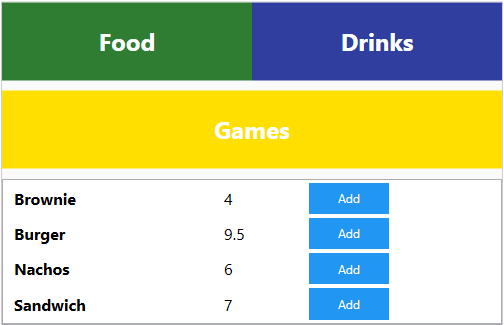 Food Drinks
Games
Brownie 4 Add
Burger 9.5 Add
Nachos 6 Add
Sandwich 7 Add